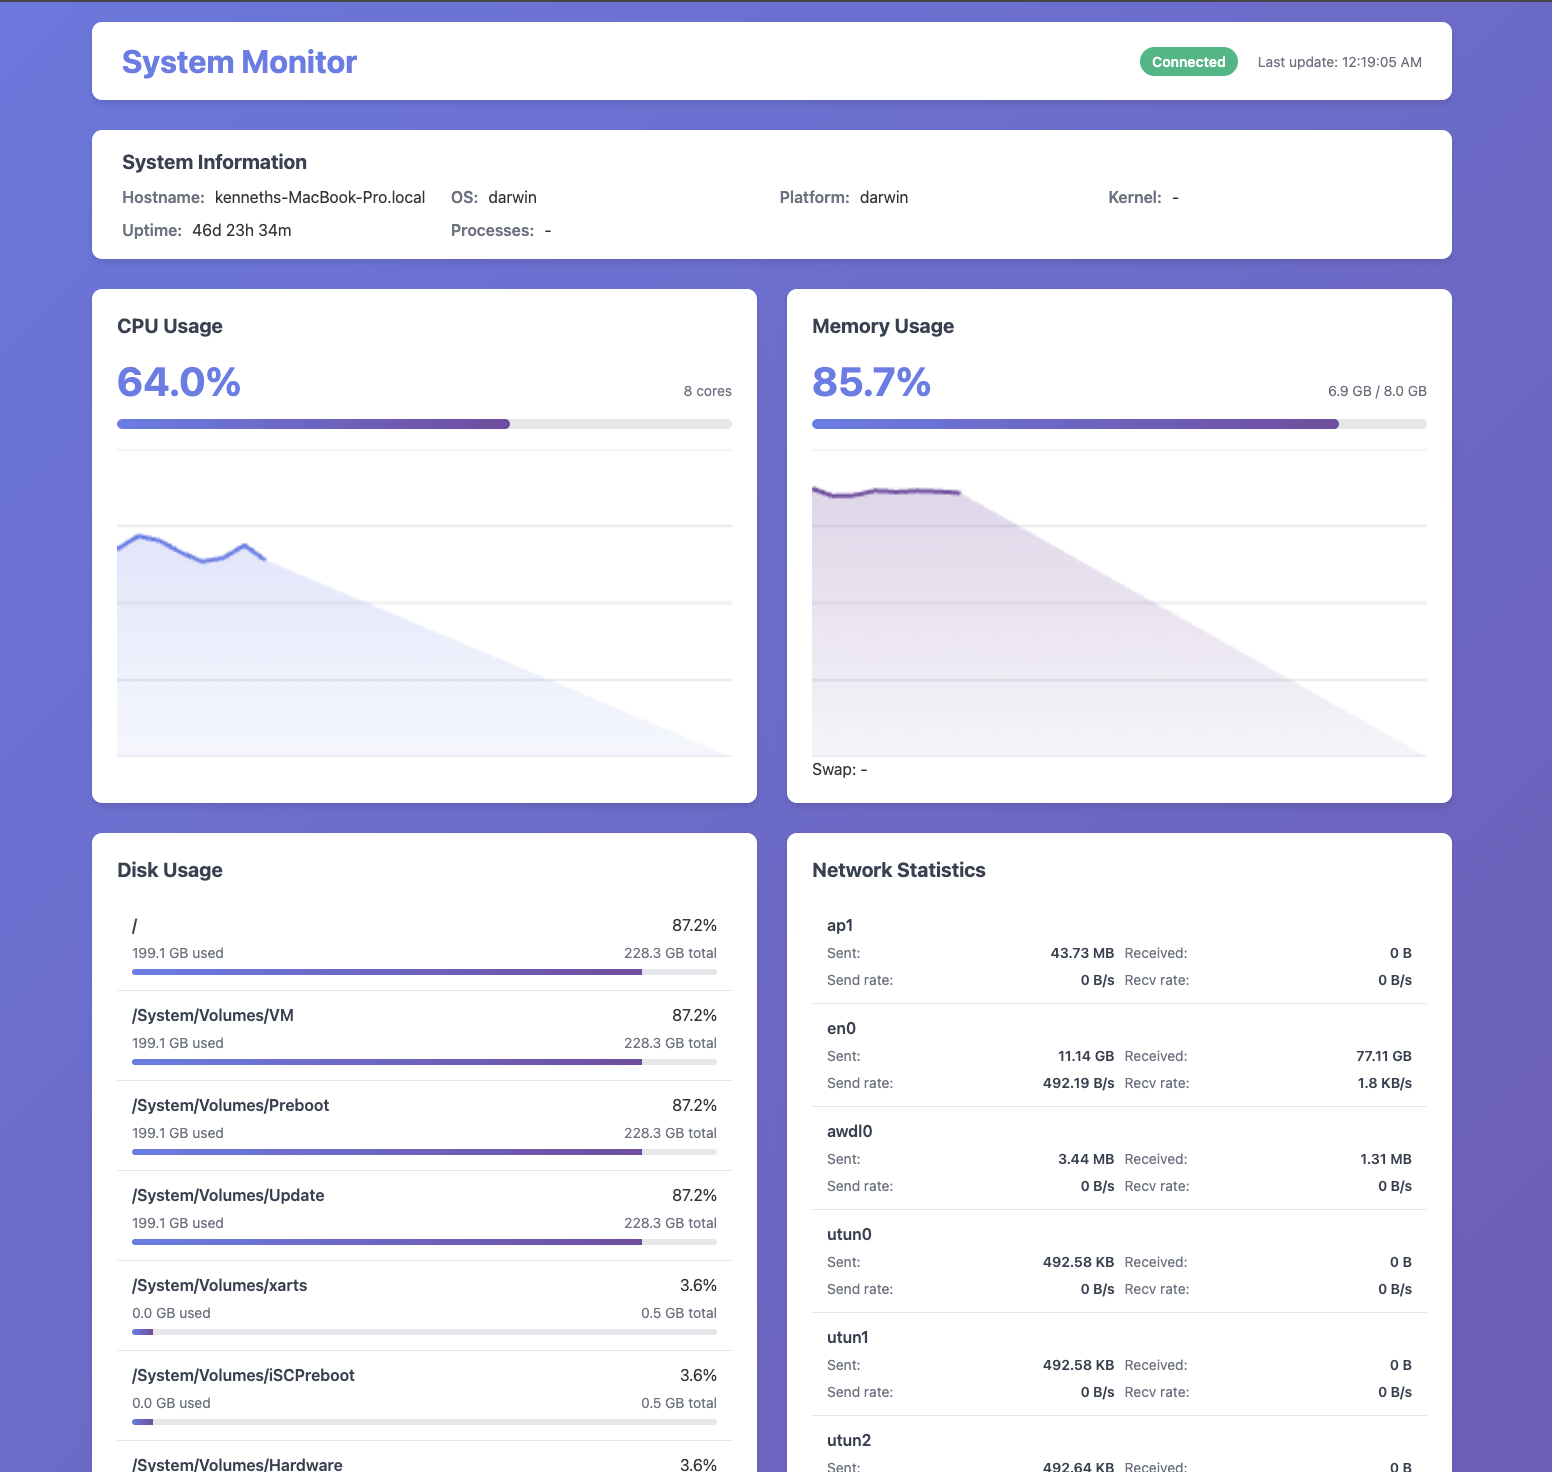 System Monitor
Connected Last update: 12:19:05 AM
System Information
Hostname: kenneths-MacBook-Pro.local OS: darwin Platform: darwin Kernel: -
Uptime: 46d 23h 34m Processes: -
CPU Usage
64.0% 8 cores
Memory Usage
85.7% 6.9 GB / 8.0 GB
Swap: -
Disk Usage
/ 87.2%
199.1 GB used 228.3 GB total
/System/Volumes/VM 87.2%
199.1 GB used 228.3 GB total
/System/Volumes/Preboot 87.2%
199.1 GB used 228.3 GB total
/System/Volumes/Update 87.2%
199.1 GB used 228.3 GB total
/System/Volumes/xarts 3.6%
0.0 GB used 0.5 GB total
/System/Volumes/iSCPreboot 3.6%
0.0 GB used 0.5 GB total
/System/Volumes/Hardware 3.6%
Network Statistics
ap1
Sent: 43.73 MB Received: 0 B
Send rate: 0 B/s Recv rate: 0 B/s
en0
Sent: 11.14 GB Received: 77.11 GB
Send rate: 492.19 B/s Recv rate: 1.8 KB/s
awdl0
Sent: 3.44 MB Received: 1.31 MB
Send rate: 0 B/s Recv rate: 0 B/s
utun0
Sent: 492.58 KB Received: 0 B
Send rate: 0 B/s Recv rate: 0 B/s
utun1
Sent: 492.58 KB Received: 0 B
Send rate: 0 B/s Recv rate: 0 B/s
utun2
Sent: 492.64 KB Received: 0 B